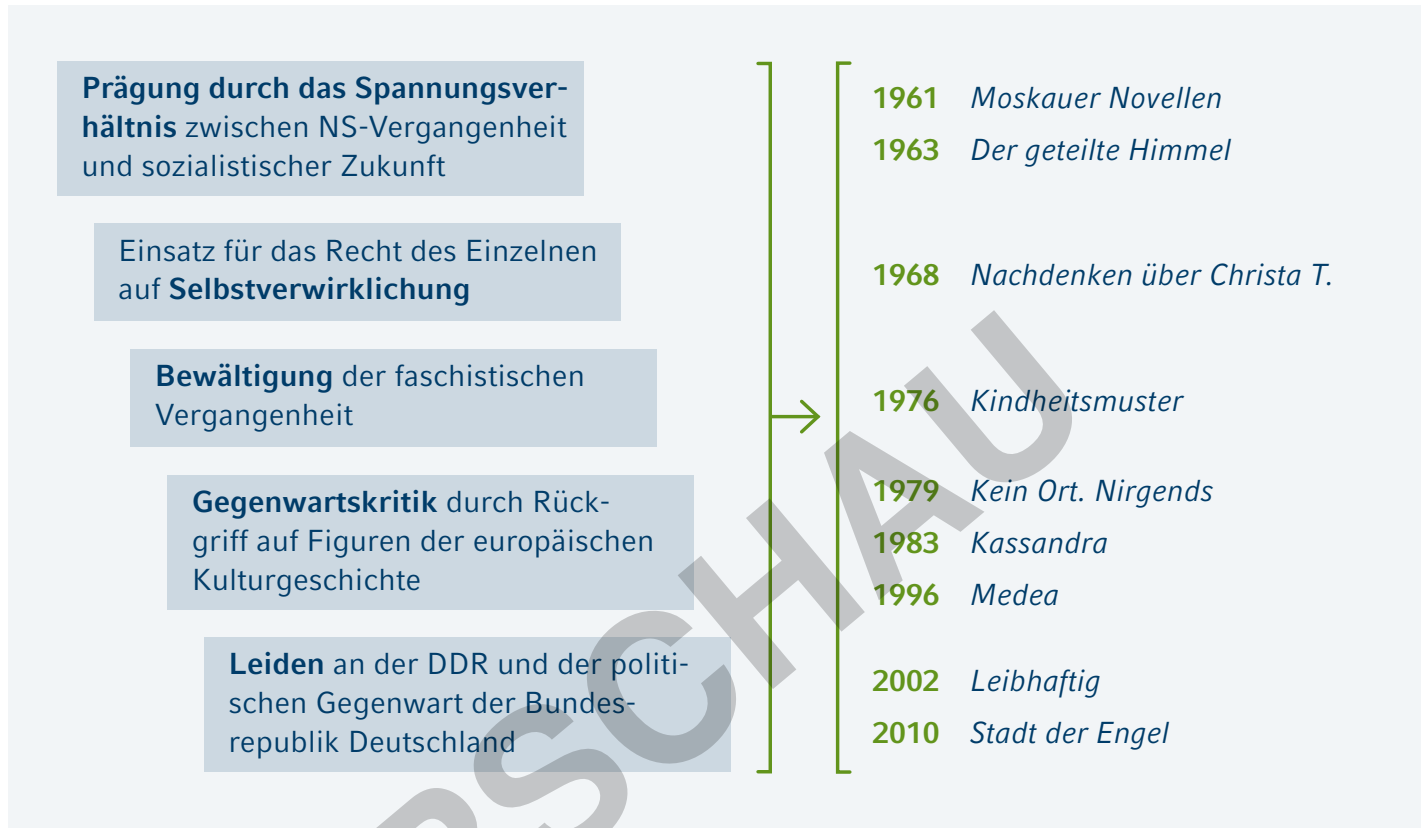 Prägung durch das Spannungsver-
hältnis zwischen NS-Vergangenheit
und sozialistischer Zukunft
Einsatz für das Recht des Einzelnen
auf Selbstverwirklichung
Bewältigung der faschistischen
Vergangenheit
Gegenwartskritik durch Rück-
griff auf Figuren der europäischen
Kulturgeschichte
Leiden an der DDR und der politi-
schen Gegenwart der Bundes-
republik Deutschland
1961 Moskauer Novellen
1963 Der geteilte Himmel
1968 Nachdenken über Christa T.
1976 Kindheitsmuster
1979 Kein Ort. Nirgends
1983 Kassandra
1996 Medea
2002 Leibhaftig
2010 Stadt der Engel
RSCHAU